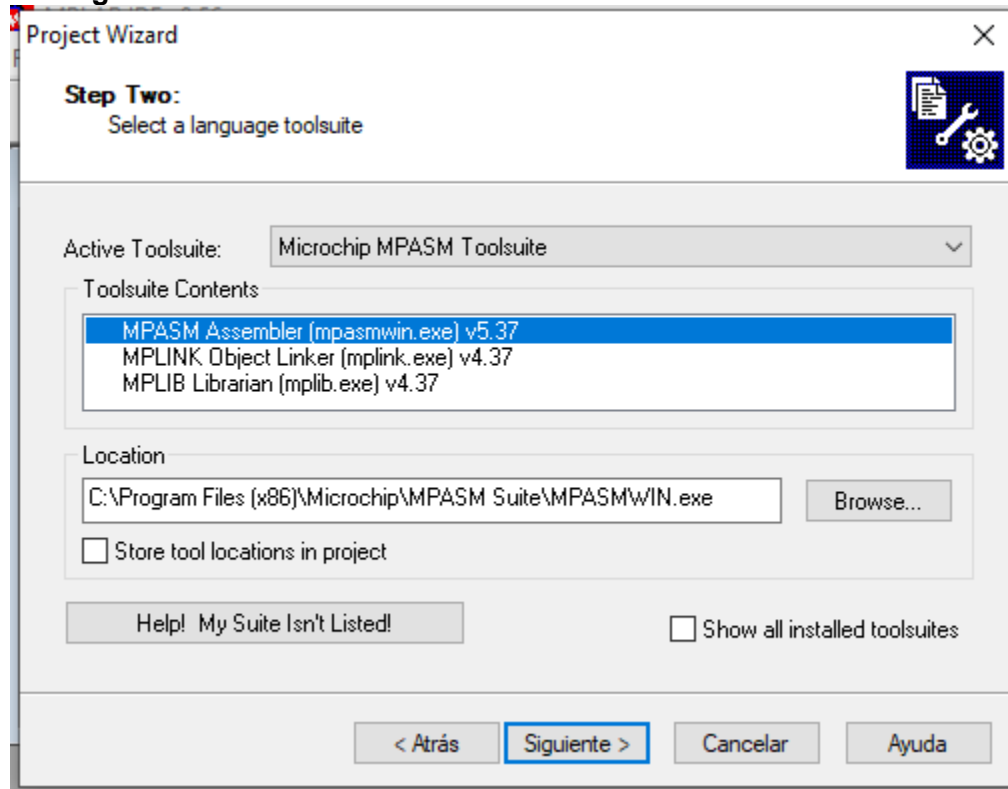 Project Wizard
Step Two:
Select a language toolsuite
Active Toolsuite: Microchip MPASM Toolsuite
Toolsuite Contents
MPASM Assembler (mpasmwin.exe) v5.37
MPLINK Object Linker (mplink.exe) v4.37
MPLIB Librarian (mplib.exe) v4.37
Location
C:\Program Files (x86)\Microchip\MPASM Suite\MPASMWIN.exe Browse...
Store tool locations in project
Help! My Suite Isn't Listed! Show all installed toolsuites
< Atrás Siguiente > Cancelar Ayuda